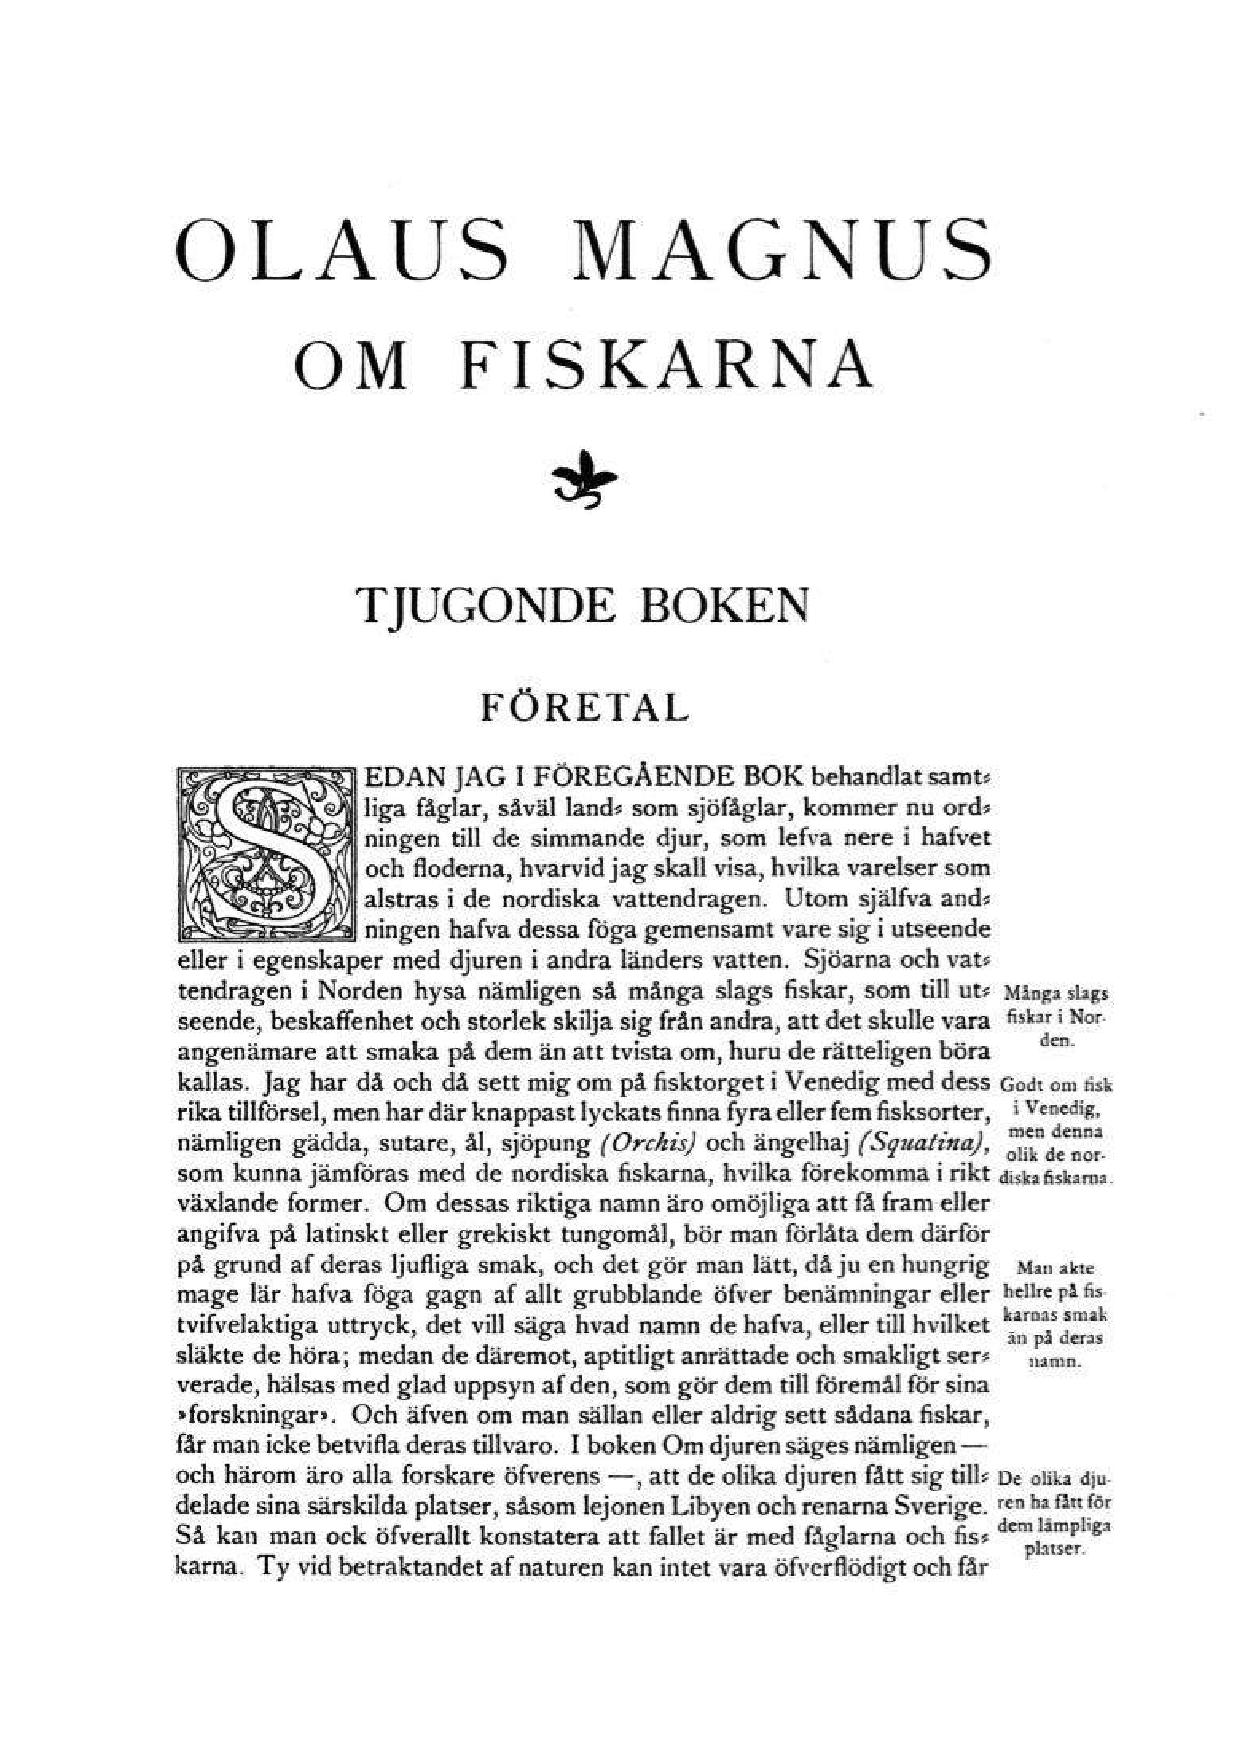 OLAUS MAGNUS
OM FISKARNA
TJUGONDE BOKEN
FÖRETAL
SEDAN JAG I FÖREGÅENDE BOK behandlat samt⸗
liga fåglar, såväl land⸗ som sjöfåglar, kommer nu ord⸗
ningen till de simmande djur, som lefva nere i hafvet
och floderna, hvarvid jag skall visa, hvilka varelser som
alstras i de nordiska vattendragen. Utom själfva and⸗
ningen hafva dessa föga gemensamt vare sig i utseende
eller i egenskaper med djuren i andra länders vatten. Sjöarna och vat⸗
tendragen i Norden hysa nämligen så många slags fiskar, som till ut⸗
seende, beskaffenhet och storlek skilja sig från andra, att det skulle vara
angenämare att smaka på dem än att tvista om, huru de rätteligen böra
kallas. Jag har då och då sett mig om på fisktorget i Venedig med dess
rika tillförsel, men har där knappast lyckats finna fyra eller fem fisksorter,
nämligen gädda, sutare, ål, sjöpung (Orchis) och ängelhaj (Squatina),
som kunna jämföras med de nordiska fiskarna, hvilka förekomma i rikt
växlande former. Om dessas riktiga namn äro omöjliga att få fram eller
angifva på latinskt eller grekiskt tungomål, bör man förlåta dem därför
på grund af deras ljufliga smak, och det gör man lätt, då ju en hungrig
mage lär hafva föga gagn af allt grubblande öfver benämningar eller
tvifvelaktiga uttryck, det vill säga hvad namn de hafva, eller till hvilket
släkte de höra; medan de däremot, aptitligt anrättade och smakligt ser⸗
verade, hälsas med glad uppsyn af den, som gör dem till föremål för sina
»forskningar». Och äfven om man sällan eller aldrig sett sådana fiskar,
får man icke betvifla deras tillvaro. I boken Om djuren säges nämligen —
och härom äro alla forskare öfverens —, att de olika djuren fått sig till⸗
delade sina särskilda platser, såsom lejonen Libyen och renarna Sverige.
Så kan man ock öfverallt konstatera att fallet är med fåglarna och fis⸗
karna. Ty vid betraktandet af naturen kan intet vara öfverflödigt och får
Många slags
fiskar i Nor-
den.
Godt om fisk
i Venedig,
men denna
olik de nor-
diska fiskarna.
Man akte
hellre på fis-
karnas smak
än på deras
namn.
De olika dju-
ren ha fått för
dem lämpliga
platser.